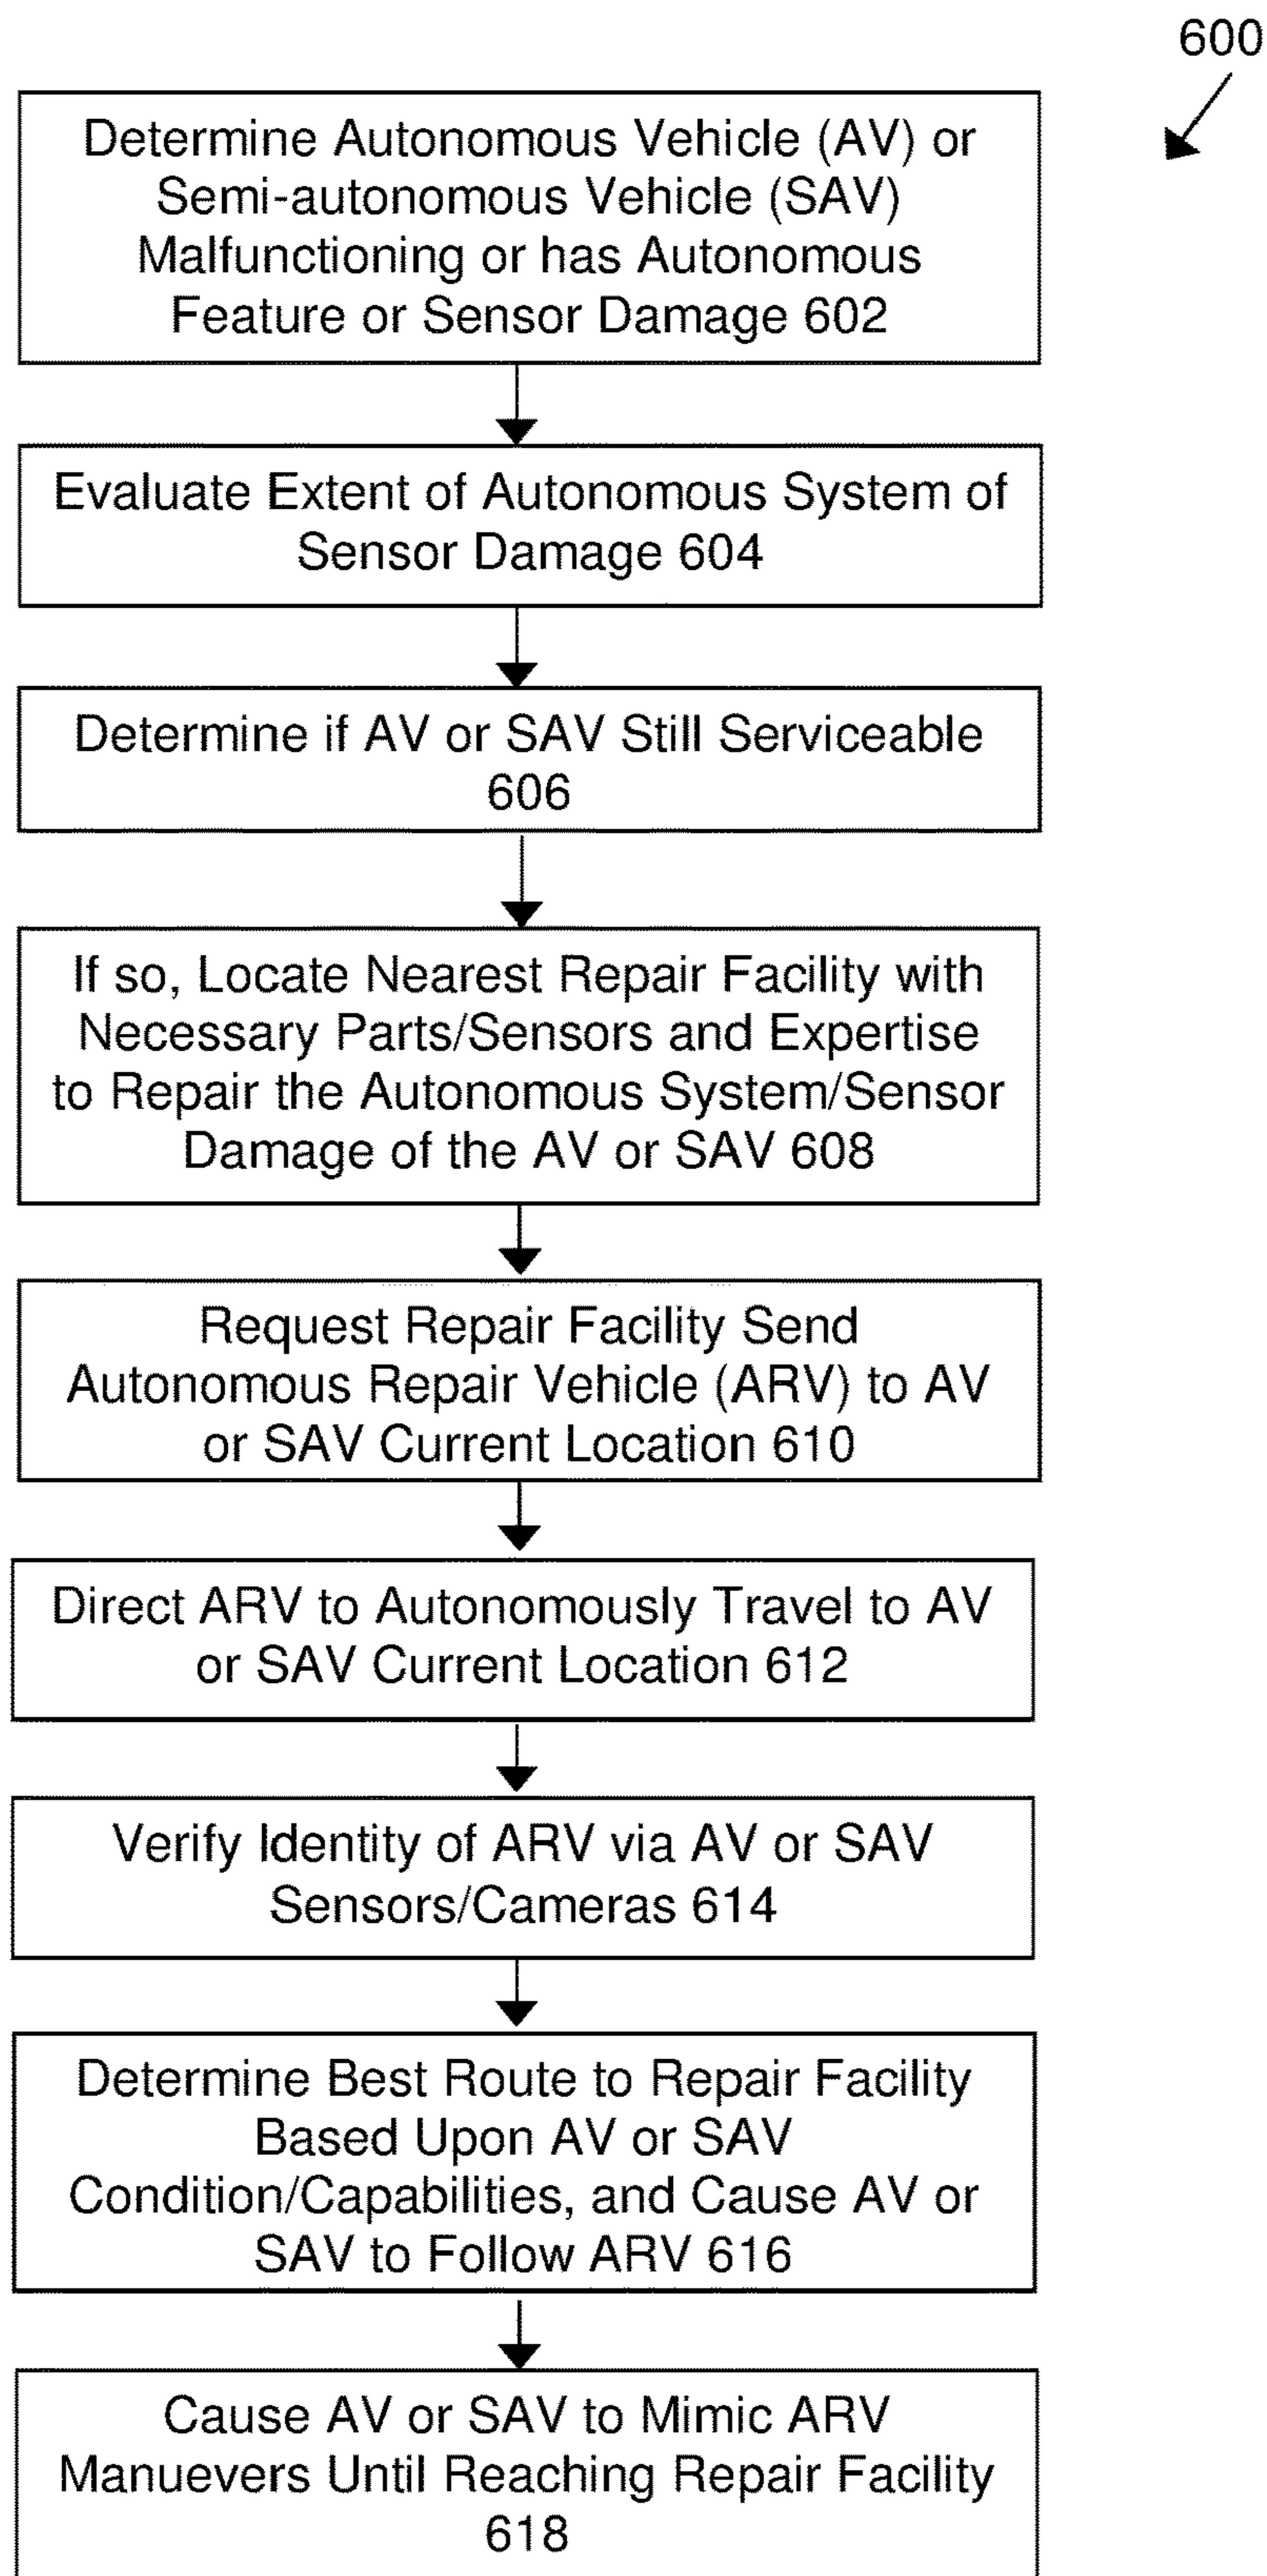 600
Determine Autonomous Vehicle (AV) or
Semi-autonomous Vehicle (SAV)
Malfunctioning or has Autonomous
Feature or Sensor Damage 602
Evaluate Extent of Autonomous System of
Sensor Damage 604
Determine if AV or SAV Still Serviceable
606
If so, Locate Nearest Repair Facility with
Necessary Parts/Sensors and Expertise
to Repair the Autonomous System/Sensor
Damage of the AV or SAV 608
Request Repair Facility Send
Autonomous Repair Vehicle (ARV) to AV
or SAV Current Location 610
Direct ARV to Autonomously Travel to AV
or SAV Current Location 612
Verify Identity of ARV via AV or SAV
Sensors/Cameras 614
Determine Best Route to Repair Facility
Based Upon AV or SAV
Condition/Capabilities, and Cause AV or
SAV to Follow ARV 616
Cause AV or SAV to Mimic ARV
Manuevers Until Reaching Repair Facility
618